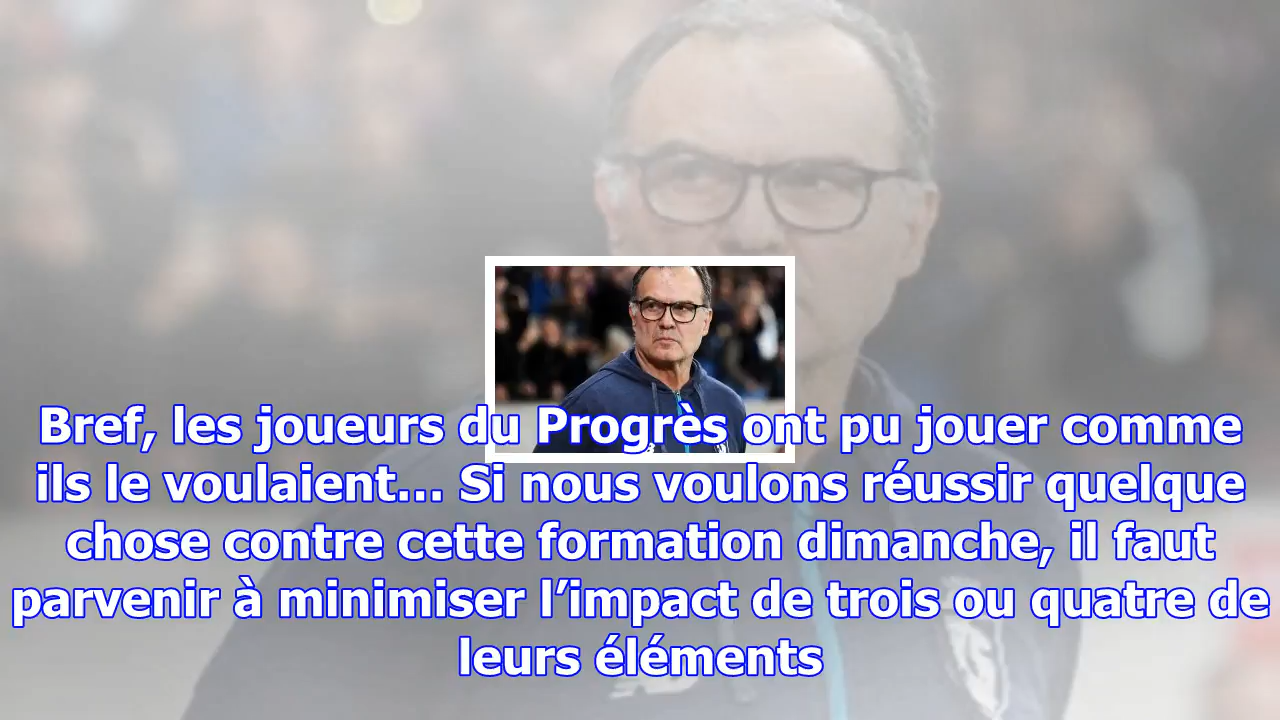 Bref, les joueurs du Progrès ont pu jouer comme
ils le voulaient... Si nous voulons réussir quelque
chose contre cette formation dimanche, il faut
parvenir à minimiser l’impact de trois ou quatre de
leurs éléments